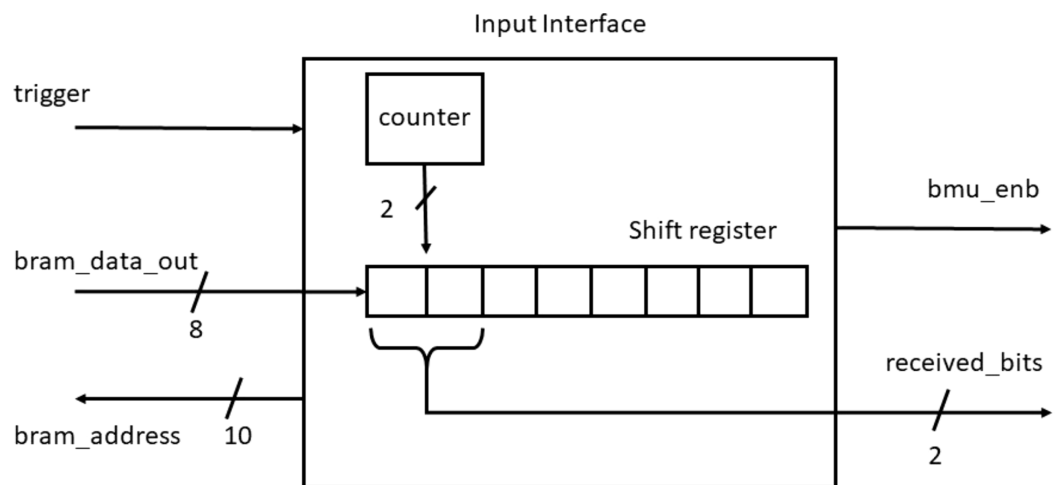 Input Interface
trigger
counter
2
bmu_enb
Shift register
bram_data_out
8
received_bits
bram_address
10
2